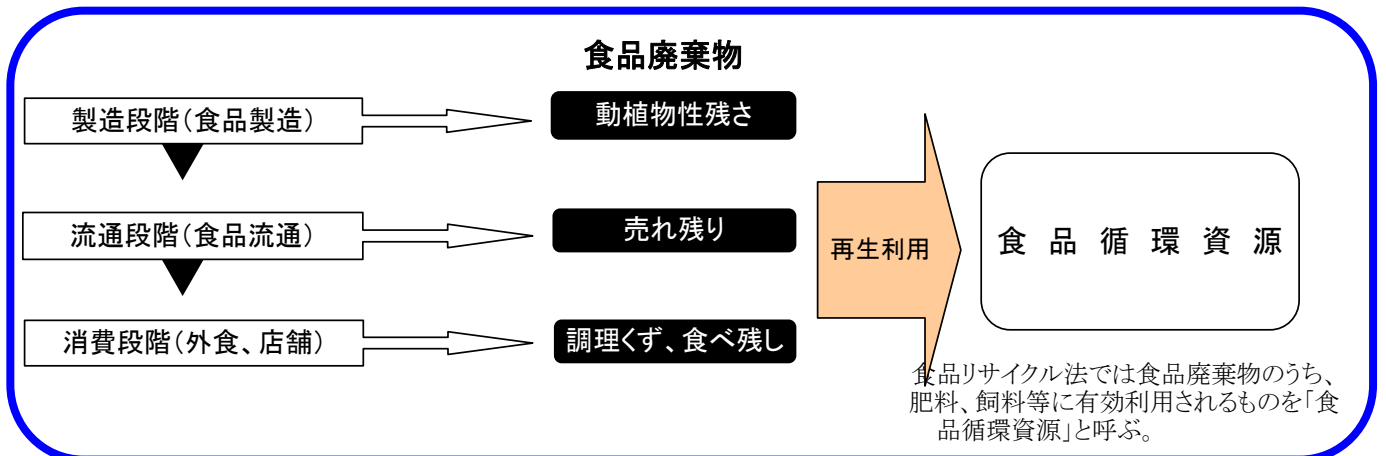 食品廃棄物
製造段階(食品製造)
動植物性残さ
流通段階(食品流通)
売れ残り
消費段階(外食、店舗)
調理くず、食べ残し
再生利用
食品循環資源
食品リサイクル法では食品廃棄物のうち、
肥料、飼料等に有効利用されるものを「食
品循環資源」と呼ぶ。